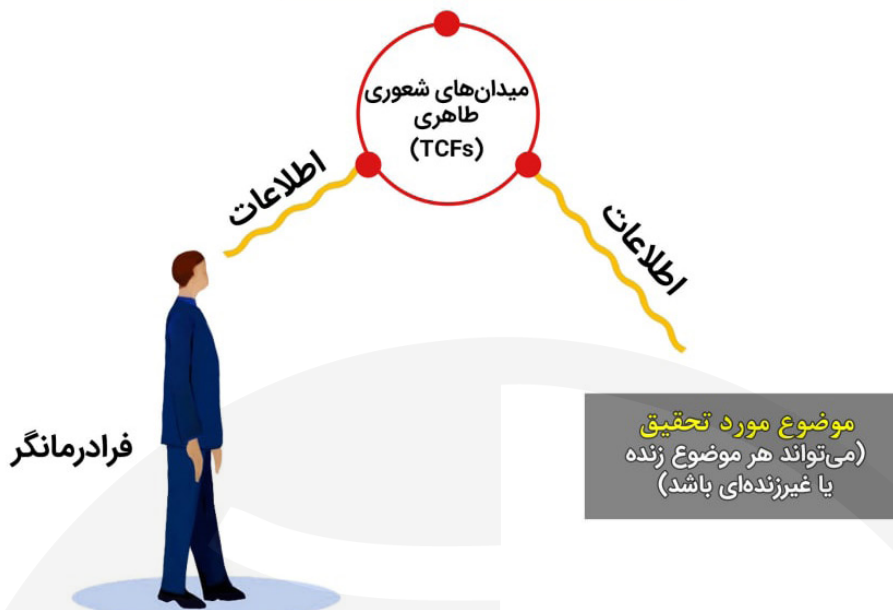 میدان‌های شعوری
طاهری
(TCFs)
اطلاعات
اطلاعات
فرادرمانگر
موضوع مورد تحقیق
(می‌تواند هر موضوع زنده
یا غیرزنده‌ای باشد)